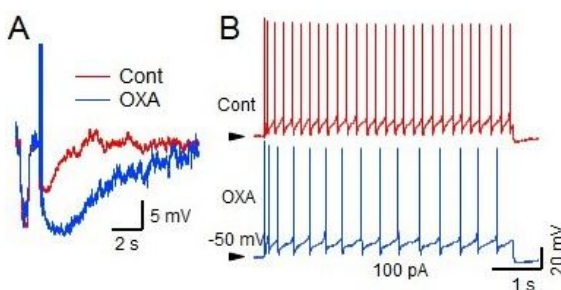 A
Cont
OXA
5 mV
2 s
B
Cont
OXA
-50 mV
100 pA
20 mV
1 s